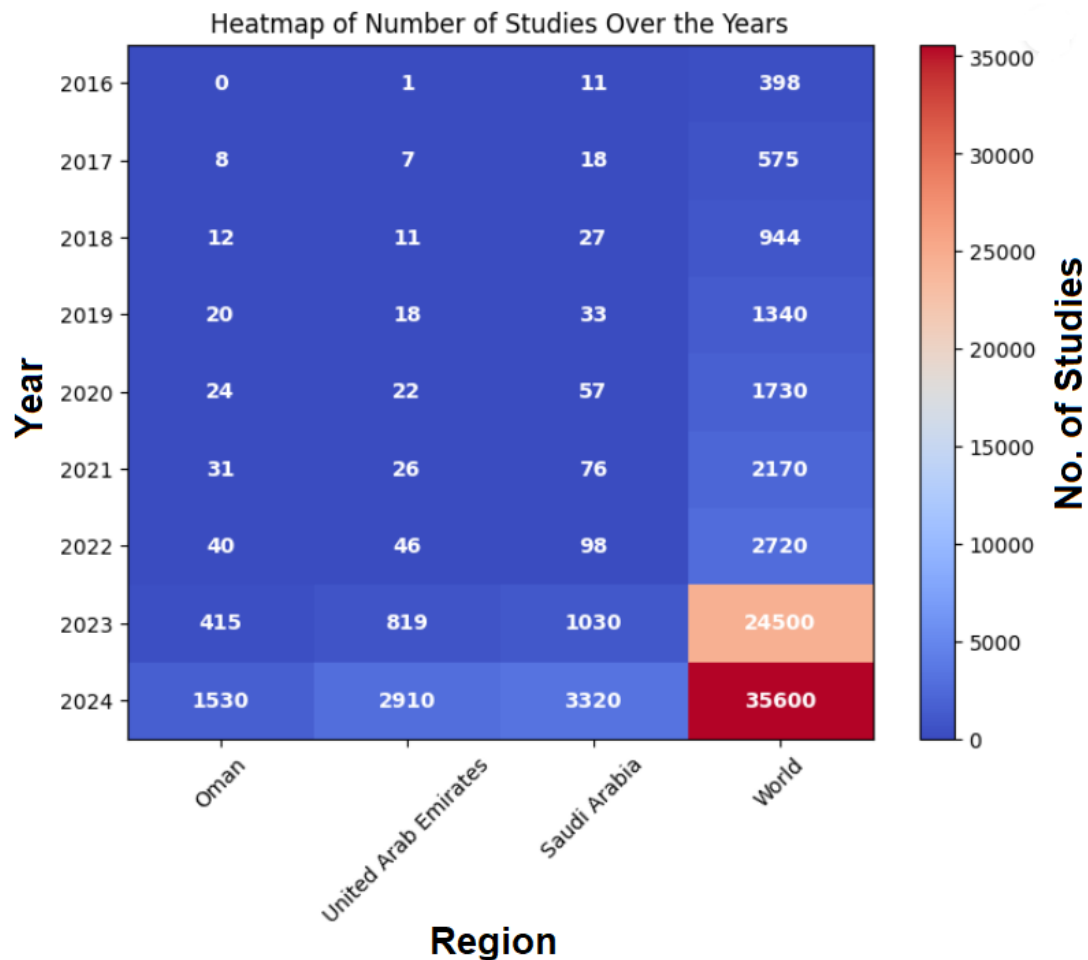 Heatmap of Number of Studies Over the Years
2016 0 1 11 398
2017 8 7 18 575
2018 12 11 27 944
2019 20 18 33 1340
2020 24 22 57 1730
2021 31 26 76 2170
2022 40 46 98 2720
2023 415 819 1030 24500
2024 1530 2910 3320 35600
Year
Oman
United Arab Emirates
Saudi Arabia
World
Region
35000
30000
25000
20000
15000
10000
5000
0
No. of Studies